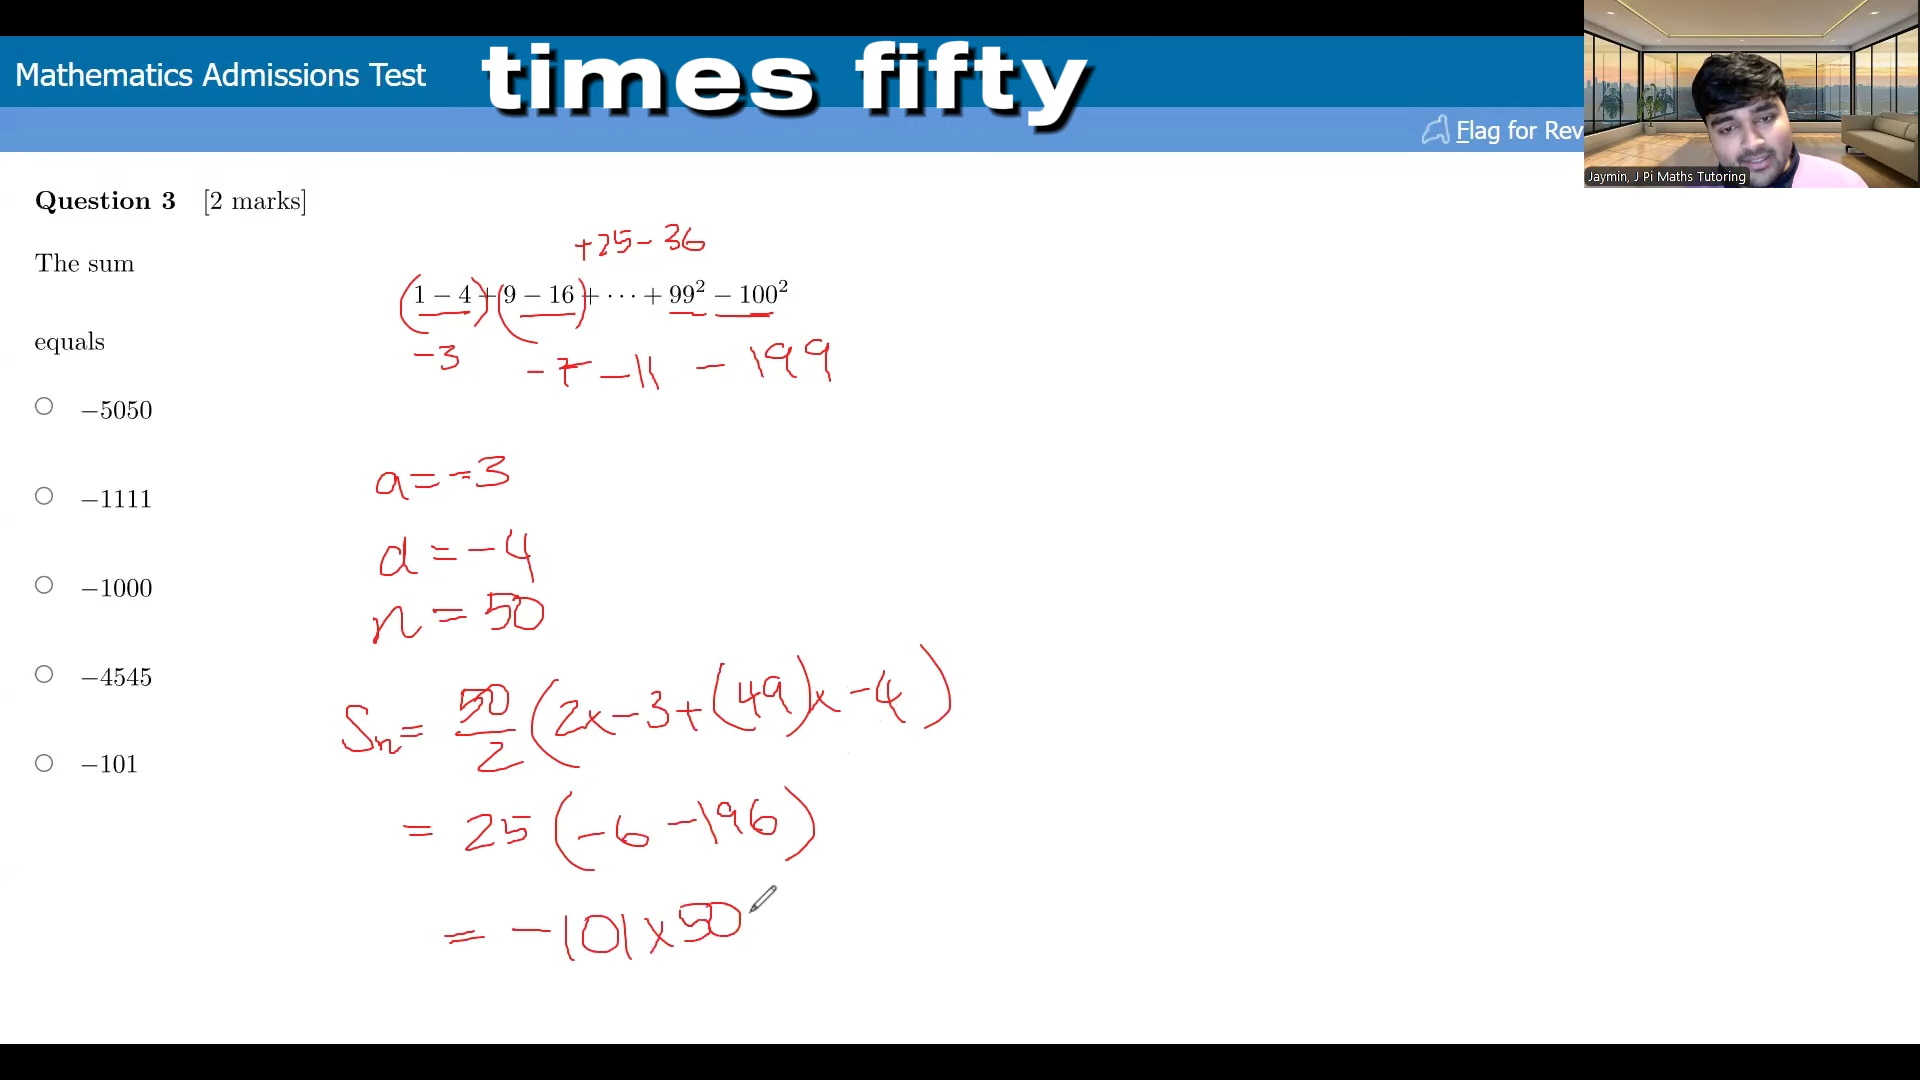 Mathematics Admissions Test
times fifty
Flag for Rev
Jaymin, J Pi Maths Tutoring
Question 3 [2 marks]
The sum
+25 - 36
(1 − 4) + (9 − 16) + ⋯ + 99² − 100²
-3 -7 -11 - 199
equals
−5050
−1111
−1000
−4545
−101
a = -3
d = -4
n = 50
Sn = 50/2 (2x-3+(49)x-4)
= 25 (-6 -196)
= -101x50